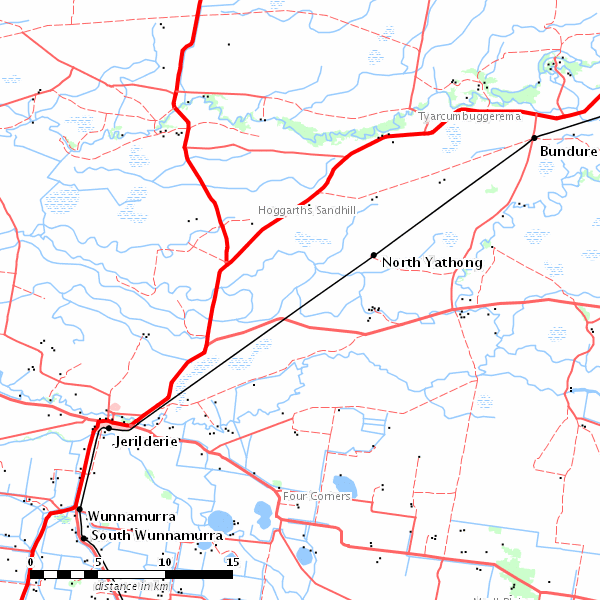 Tyarcumbuggerema
Bundure
Hoggarths Sandhill
North Yathong
Jerilderie
Four Corners
Wunnamurra
South Wunnamurra
0 5 10 15
distance in km